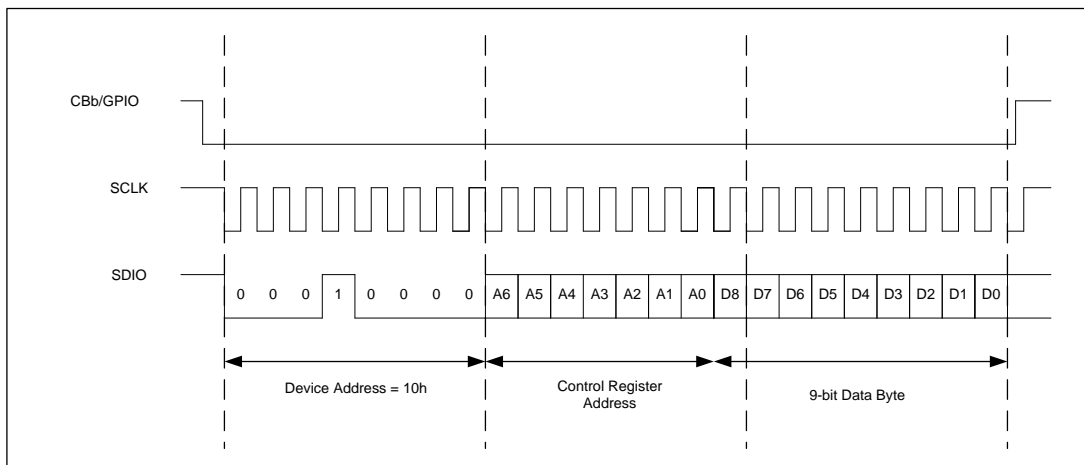 CBb/GPIO
SCLK
SDIO
0 0 0 1 0 0 0 0 A6 A5 A4 A3 A2 A1 A0 D8 D7 D6 D5 D4 D3 D2 D1 D0
Device Address = 10h
Control Register
Address
9-bit Data Byte